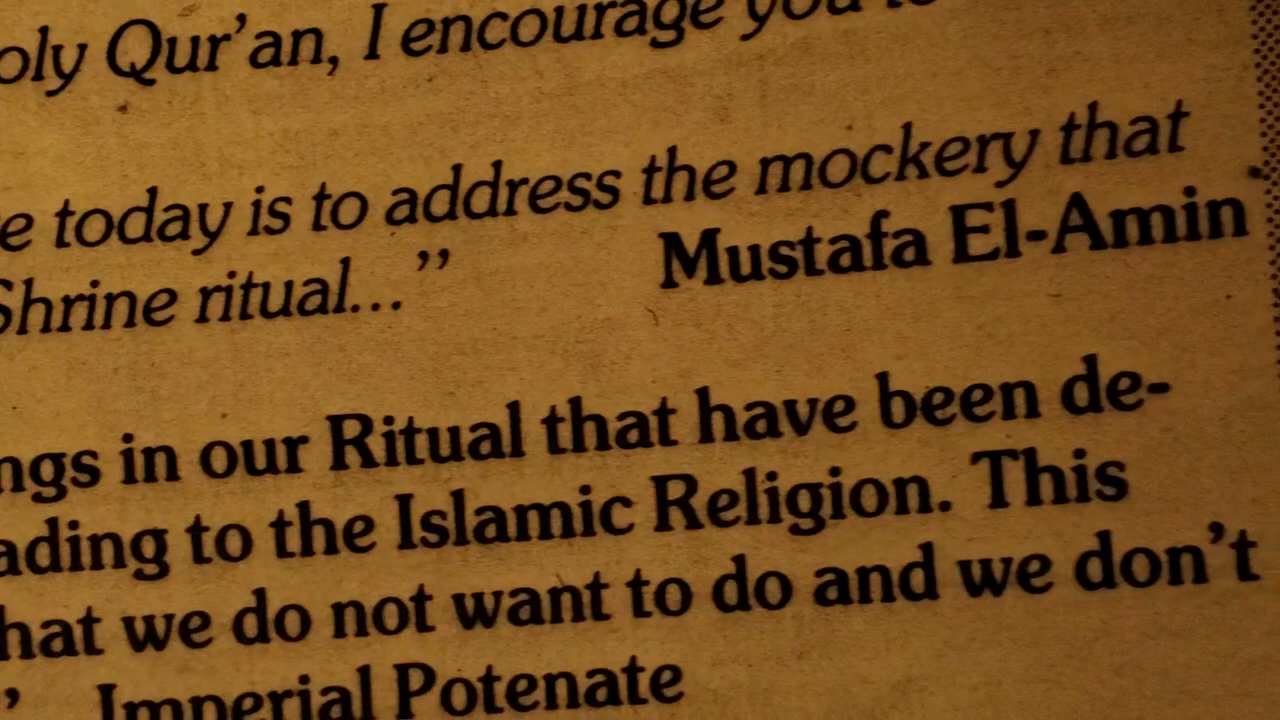 oly Qur'an, I encourage you to
e today is to address the mockery that
Shrine ritual..."
Mustafa El-Amin
ngs in our Ritual that have been de-
ading to the Islamic Religion. This
hat we do not want to do and we don't
" Imperial Potenate